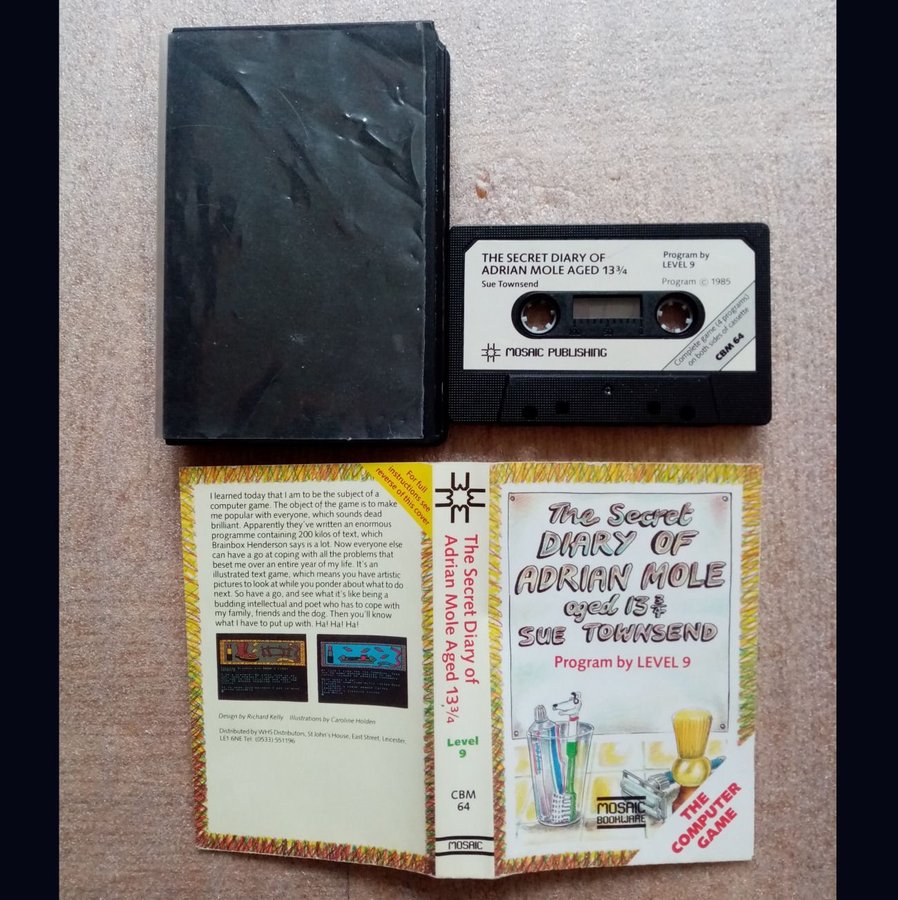 THE SECRET DIARY OF
ADRIAN MOLE AGED 13¾
Sue Townsend
Program by
LEVEL 9
Program © 1985
Complete game (4 programs)
on both sides of cassette
CBM 64
MOSAIC PUBLISHING
For full
instructions see
reverse of this cover
I learned today that I am to be the subject of a
computer game. The object of the game is to make
me popular with everyone, which sounds dead
brilliant. Apparently they've written an enormous
programme containing 200 kilos of text, which
Brainbox Henderson says is a lot. Now everyone else
can have a go at coping with all the problems that
beset me over an entire year of my life. It's an
illustrated text game, which means you have artistic
pictures to look at while you ponder about what to do
next. So have a go, and see what it's like being a
budding intellectual and poet who has to cope with
my family, friends and the dog. Then you'll know
what I have to put up with. Ha! Ha! Ha!
Design by Richard Kelly Illustrations by Caroline Holden
Distributed by WHS Distributors, St John's House, East Street, Leicester,
LE1 6NE Tel: (0533) 551196
The Secret Diary of
Adrian Mole Aged 13¾
Level
9
CBM
64
MOSAIC
The Secret
DIARY OF
ADRIAN MOLE
aged 13¾
SUE TOWNSEND
Program by LEVEL 9
MOSAIC
BOOKWARE
THE
COMPUTER
GAME